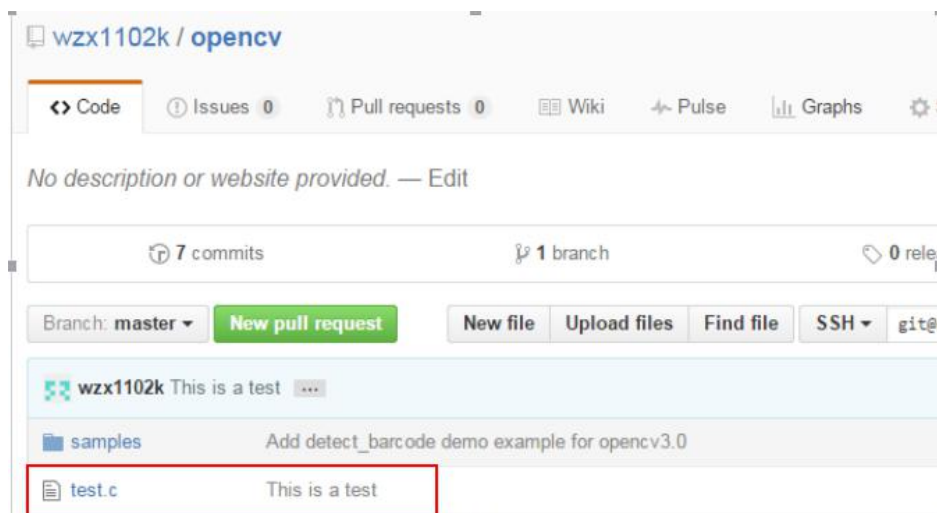 wzx1102k / opencv
Code Issues 0 Pull requests 0 Wiki Pulse Graphs
No description or website provided. — Edit
7 commits 1 branch 0 rele
Branch: master New pull request New file Upload files Find file SSH git@
wzx1102k This is a test ...
samples Add detect_barcode demo example for opencv3.0
test.c This is a test